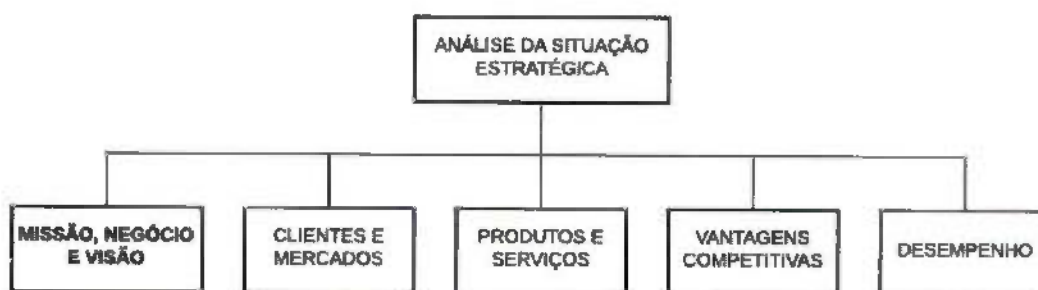 ANÁLISE DA SITUAÇÃO
ESTRATÉGICA
MISSÃO, NEGÓCIO
E VISÃO
CLIENTES E
MERCADOS
PRODUTOS E
SERVIÇOS
VANTAGENS
COMPETITIVAS
DESEMPENHO